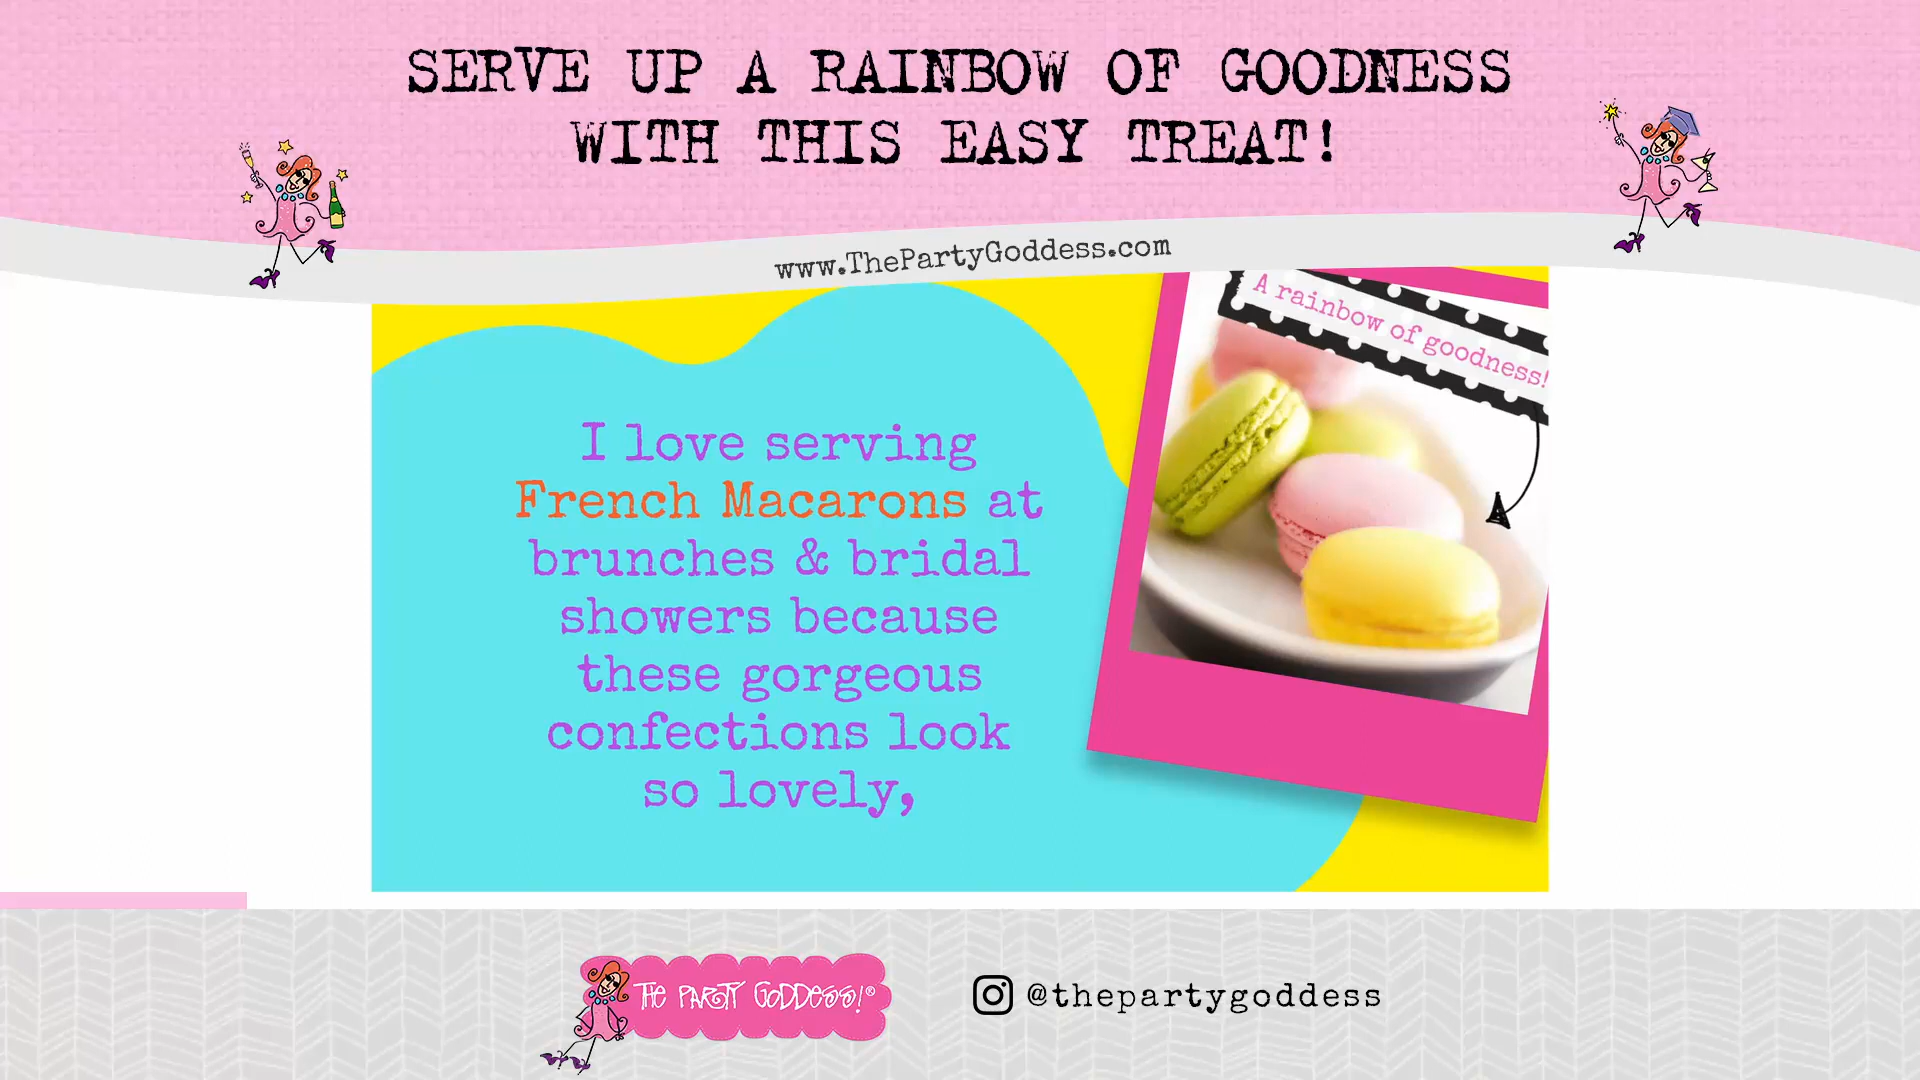 SERVE UP A RAINBOW OF GOODNESS
WITH THIS EASY TREAT!
www.ThePartyGoddess.com
A rainbow of goodness!
I love serving
French Macarons at
brunches & bridal
showers because
these gorgeous
confections look
so lovely,
THE PARTY GODDESS!®
@thepartygoddess